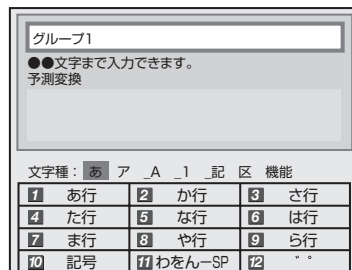 グループ1
●●文字まで入力できます。
予測変換
文字種： あ ア _A _1 _記 区 機能
1 あ行 2 か行 3 さ行
4 た行 5 な行 6 は行
7 ま行 8 や行 9 ら行
10 記号 11 わをんーSP 12 ゛゜